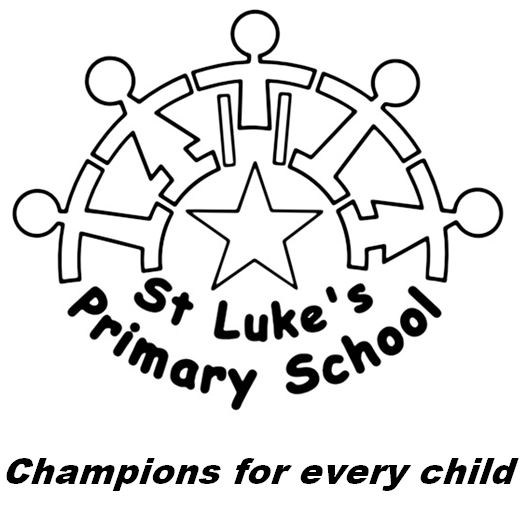 St Luke's
Primary School
Champions for every child